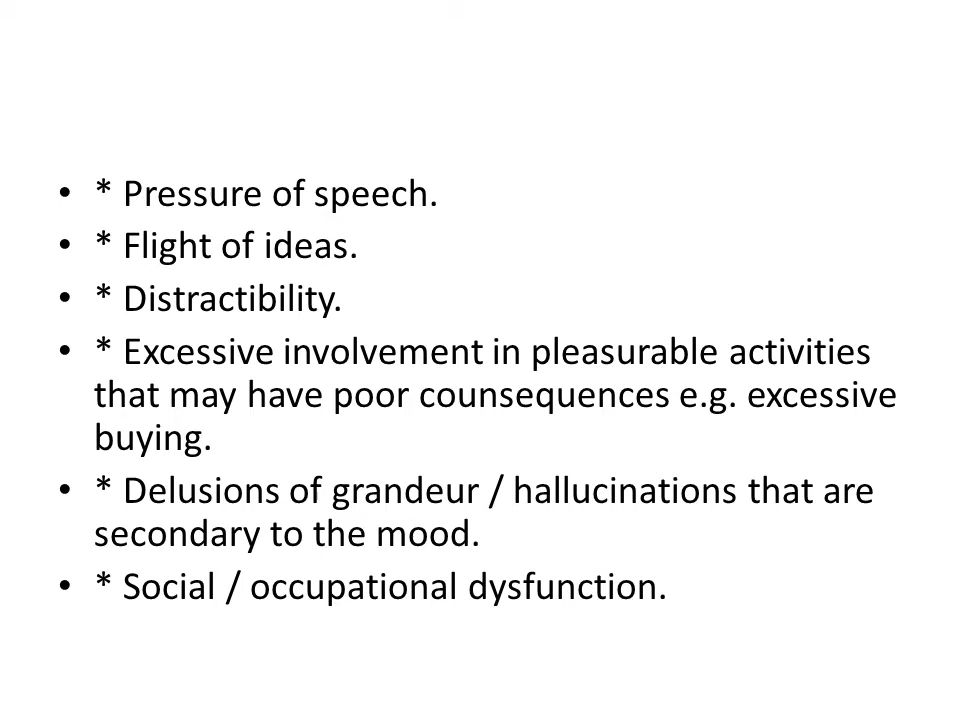 • * Pressure of speech.
• * Flight of ideas.
• * Distractibility.
• * Excessive involvement in pleasurable activities
that may have poor counsequences e.g. excessive
buying.
• * Delusions of grandeur / hallucinations that are
secondary to the mood.
• * Social / occupational dysfunction.